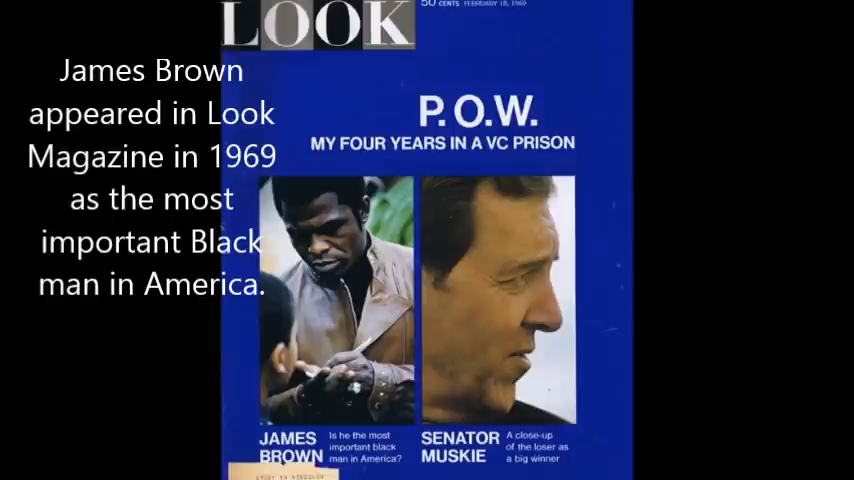 LOOK
50 CENTS FEBRUARY 18, 1969
James Brown
appeared in Look
Magazine in 1969
as the most
important Black
man in America.
P.O.W.
MY FOUR YEARS IN A VC PRISON
JAMES
BROWN
Is he the most
important black
man in America?
SENATOR
MUSKIE
A close-up
of the loser as
a big winner